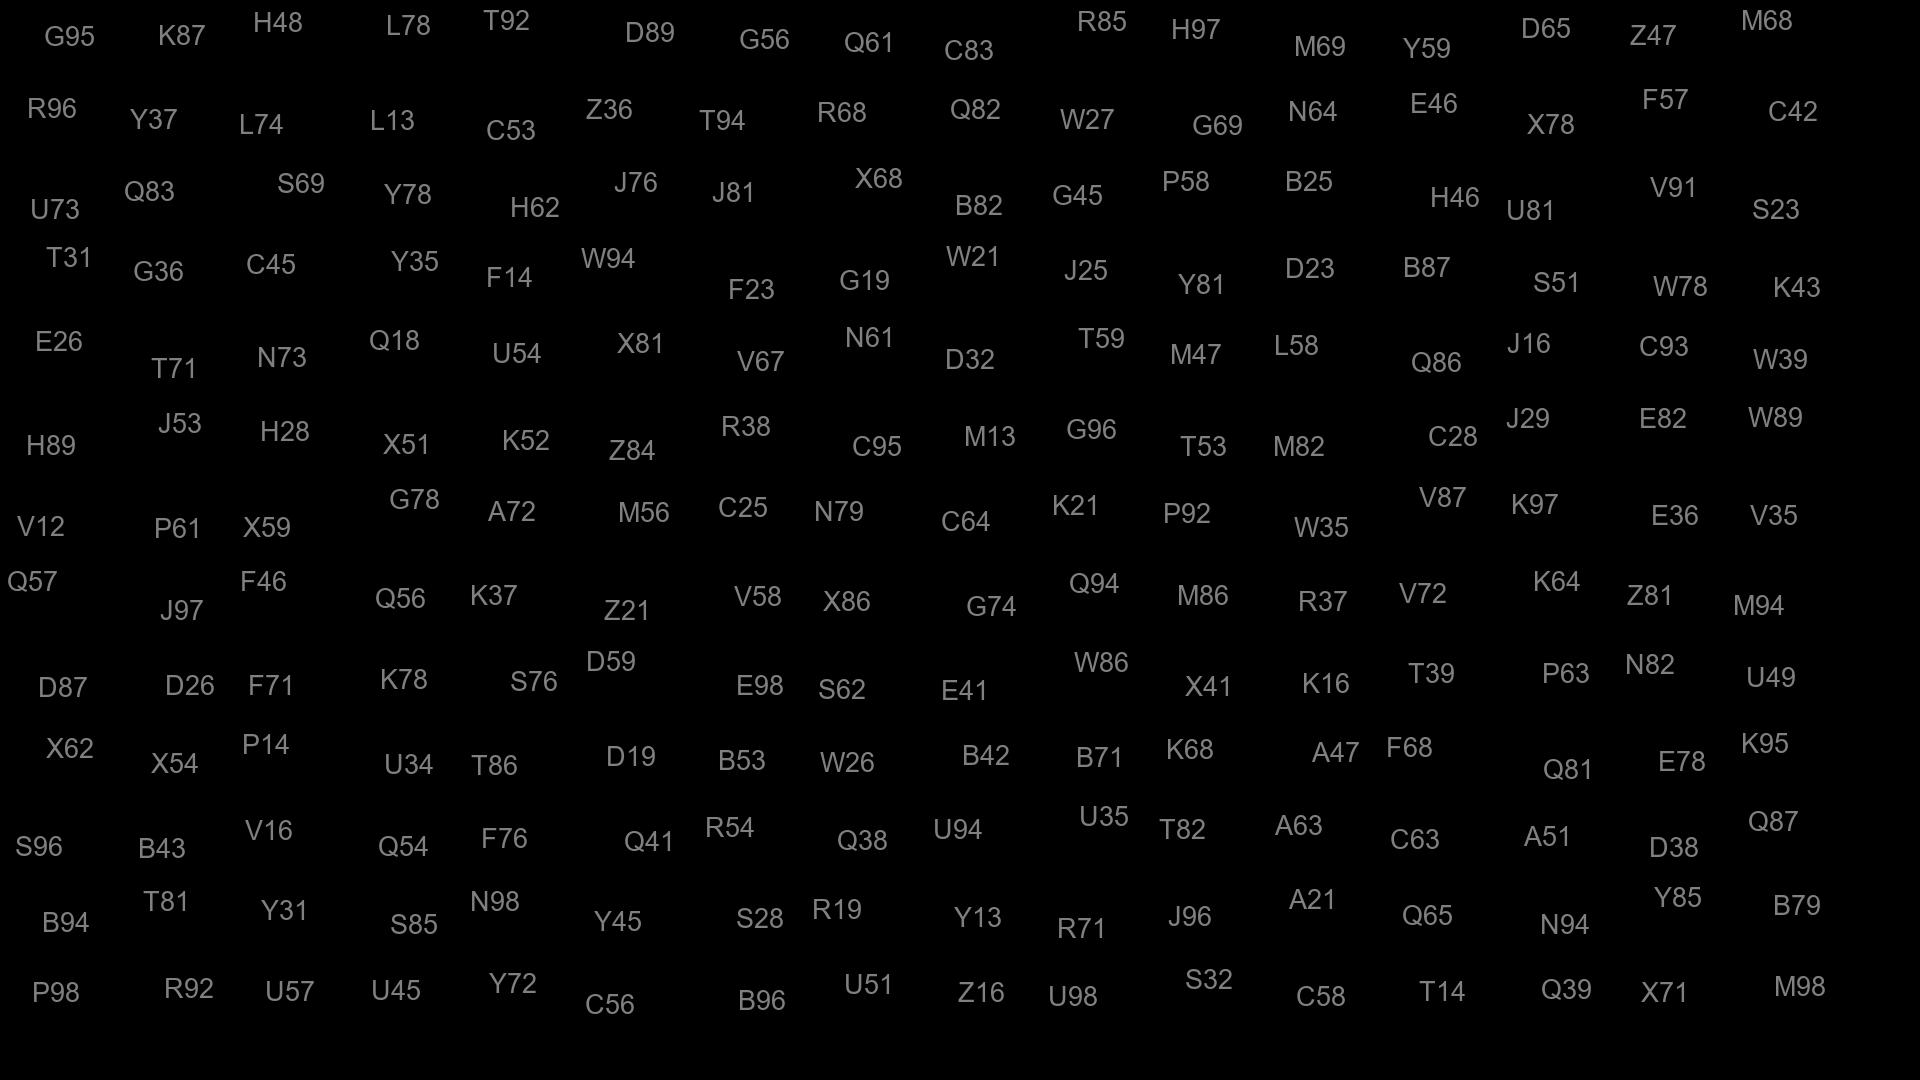 G95 K87 H48 L78 T92 D89 G56 Q61 C83 R85 H97 M69 Y59 D65 Z47 M68
R96 Y37 L74 L13 C53 Z36 T94 R68 Q82 W27 G69 N64 E46 X78 F57 C42
U73 Q83 S69 Y78 H62 J76 J81 X68 B82 G45 P58 B25 H46 U81 V91 S23
T31 G36 C45 Y35 F14 W94 F23 G19 W21 J25 Y81 D23 B87 S51 W78 K43
E26 T71 N73 Q18 U54 X81 V67 N61 D32 T59 M47 L58 Q86 J16 C93 W39
H89 J53 H28 X51 K52 Z84 R38 C95 M13 G96 T53 M82 C28 J29 E82 W89
V12 P61 X59 G78 A72 M56 C25 N79 C64 K21 P92 W35 V87 K97 E36 V35
Q57 J97 F46 Q56 K37 Z21 V58 X86 G74 Q94 M86 R37 V72 K64 Z81 M94
D87 D26 F71 K78 S76 D59 E98 S62 E41 W86 X41 K16 T39 P63 N82 U49
X62 X54 P14 U34 T86 D19 B53 W26 B42 B71 K68 A47 F68 Q81 E78 K95
S96 B43 V16 Q54 F76 Q41 R54 Q38 U94 U35 T82 A63 C63 A51 D38 Q87
B94 T81 Y31 S85 N98 Y45 S28 R19 Y13 R71 J96 A21 Q65 N94 Y85 B79
P98 R92 U57 U45 Y72 C56 B96 U51 Z16 U98 S32 C58 T14 Q39 X71 M98